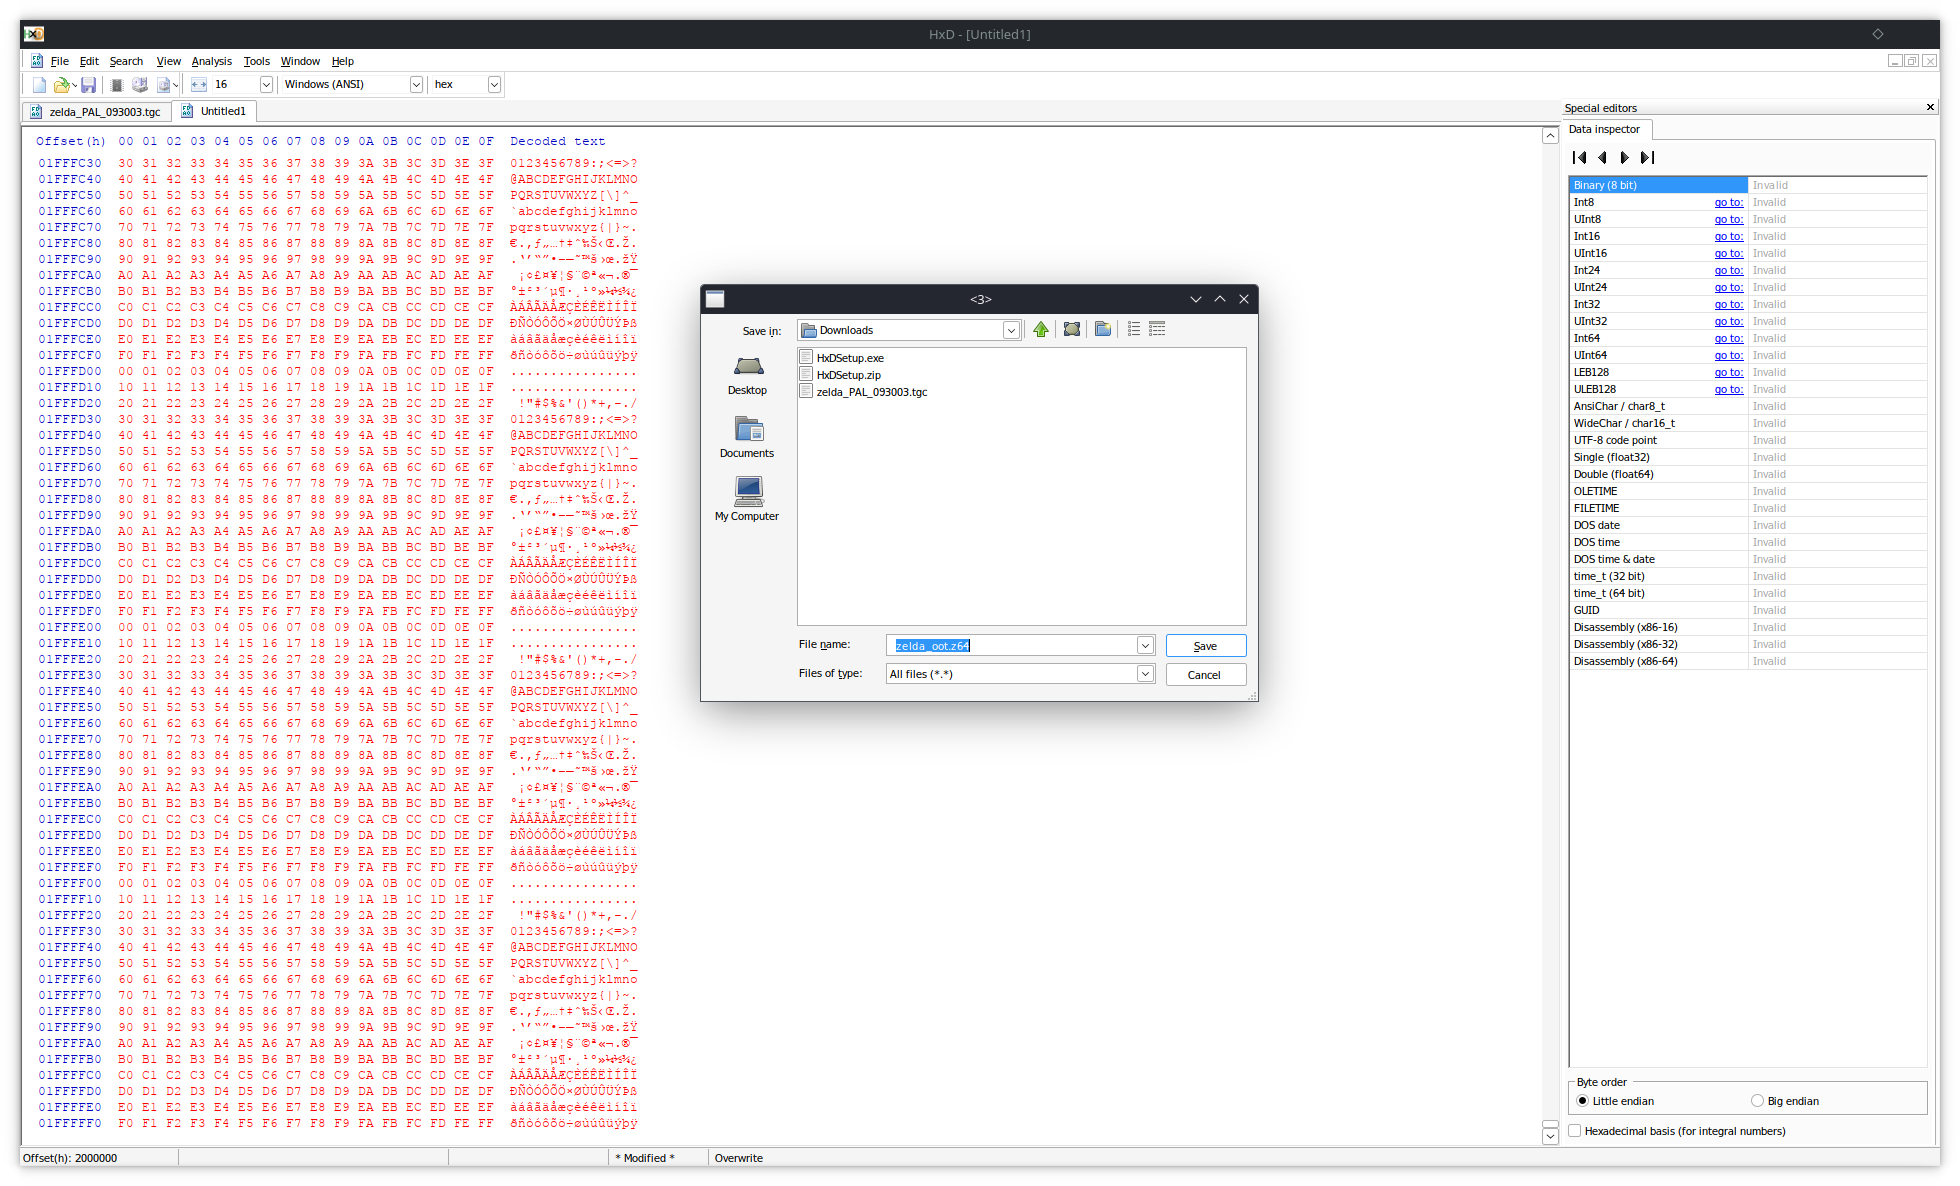 HxD - [Untitled1]
File Edit Search View Analysis Tools Window Help
16 Windows (ANSI) hex
zelda_PAL_093003.tgc Untitled1
Offset(h) 00 01 02 03 04 05 06 07 08 09 0A 0B 0C 0D 0E 0F Decoded text
01FFFC30 30 31 32 33 34 35 36 37 38 39 3A 3B 3C 3D 3E 3F 0123456789:;<=>?
01FFFC40 40 41 42 43 44 45 46 47 48 49 4A 4B 4C 4D 4E 4F @ABCDEFGHIJKLMNO
01FFFC50 50 51 52 53 54 55 56 57 58 59 5A 5B 5C 5D 5E 5F PQRSTUVWXYZ[\]^_
01FFFC60 60 61 62 63 64 65 66 67 68 69 6A 6B 6C 6D 6E 6F `abcdefghijklmno
01FFFC70 70 71 72 73 74 75 76 77 78 79 7A 7B 7C 7D 7E 7F pqrstuvwxyz{|}~.
01FFFC80 80 81 82 83 84 85 86 87 88 89 8A 8B 8C 8D 8E 8F €.‚ƒ„…†‡ˆ‰Š‹Œ.Ž.
01FFFC90 90 91 92 93 94 95 96 97 98 99 9A 9B 9C 9D 9E 9F .‘’“”•–—˜™š›œ.žŸ
01FFFCA0 A0 A1 A2 A3 A4 A5 A6 A7 A8 A9 AA AB AC AD AE AF ¡¢£¤¥¦§¨©ª«¬.®¯
01FFFCB0 B0 B1 B2 B3 B4 B5 B6 B7 B8 B9 BA BB BC BD BE BF °±²³´µ¶·¸¹º»¼½¾¿
01FFFCC0 C0 C1 C2 C3 C4 C5 C6 C7 C8 C9 CA CB CC CD CE CF ÀÁÂÃÄÅÆÇÈÉÊËÌÍÎÏ
01FFFCD0 D0 D1 D2 D3 D4 D5 D6 D7 D8 D9 DA DB DC DD DE DF ÐÑÒÓÔÕÖ×ØÙÚÛÜÝÞß
01FFFCE0 E0 E1 E2 E3 E4 E5 E6 E7 E8 E9 EA EB EC ED EE EF àáâãäåæçèéêëìíîï
01FFFCF0 F0 F1 F2 F3 F4 F5 F6 F7 F8 F9 FA FB FC FD FE FF ðñòóôõö÷øùúûüýþÿ
01FFFD00 00 01 02 03 04 05 06 07 08 09 0A 0B 0C 0D 0E 0F ................
01FFFD10 10 11 12 13 14 15 16 17 18 19 1A 1B 1C 1D 1E 1F ................
01FFFD20 20 21 22 23 24 25 26 27 28 29 2A 2B 2C 2D 2E 2F !"#$%&'()*+,-./
01FFFD30 30 31 32 33 34 35 36 37 38 39 3A 3B 3C 3D 3E 3F 0123456789:;<=>?
01FFFD40 40 41 42 43 44 45 46 47 48 49 4A 4B 4C 4D 4E 4F @ABCDEFGHIJKLMNO
01FFFD50 50 51 52 53 54 55 56 57 58 59 5A 5B 5C 5D 5E 5F PQRSTUVWXYZ[\]^_
01FFFD60 60 61 62 63 64 65 66 67 68 69 6A 6B 6C 6D 6E 6F `abcdefghijklmno
01FFFD70 70 71 72 73 74 75 76 77 78 79 7A 7B 7C 7D 7E 7F pqrstuvwxyz{|}~.
01FFFD80 80 81 82 83 84 85 86 87 88 89 8A 8B 8C 8D 8E 8F €.‚ƒ„…†‡ˆ‰Š‹Œ.Ž.
01FFFD90 90 91 92 93 94 95 96 97 98 99 9A 9B 9C 9D 9E 9F .‘’“”•–—˜™š›œ.žŸ
01FFFDA0 A0 A1 A2 A3 A4 A5 A6 A7 A8 A9 AA AB AC AD AE AF ¡¢£¤¥¦§¨©ª«¬.®¯
01FFFDB0 B0 B1 B2 B3 B4 B5 B6 B7 B8 B9 BA BB BC BD BE BF °±²³´µ¶·¸¹º»¼½¾¿
01FFFDC0 C0 C1 C2 C3 C4 C5 C6 C7 C8 C9 CA CB CC CD CE CF ÀÁÂÃÄÅÆÇÈÉÊËÌÍÎÏ
01FFFDD0 D0 D1 D2 D3 D4 D5 D6 D7 D8 D9 DA DB DC DD DE DF ÐÑÒÓÔÕÖ×ØÙÚÛÜÝÞß
01FFFDE0 E0 E1 E2 E3 E4 E5 E6 E7 E8 E9 EA EB EC ED EE EF àáâãäåæçèéêëìíîï
01FFFDF0 F0 F1 F2 F3 F4 F5 F6 F7 F8 F9 FA FB FC FD FE FF ðñòóôõö÷øùúûüýþÿ
01FFFE00 00 01 02 03 04 05 06 07 08 09 0A 0B 0C 0D 0E 0F ................
01FFFE10 10 11 12 13 14 15 16 17 18 19 1A 1B 1C 1D 1E 1F ................
01FFFE20 20 21 22 23 24 25 26 27 28 29 2A 2B 2C 2D 2E 2F !"#$%&'()*+,-./
01FFFE30 30 31 32 33 34 35 36 37 38 39 3A 3B 3C 3D 3E 3F 0123456789:;<=>?
01FFFE40 40 41 42 43 44 45 46 47 48 49 4A 4B 4C 4D 4E 4F @ABCDEFGHIJKLMNO
01FFFE50 50 51 52 53 54 55 56 57 58 59 5A 5B 5C 5D 5E 5F PQRSTUVWXYZ[\]^_
01FFFE60 60 61 62 63 64 65 66 67 68 69 6A 6B 6C 6D 6E 6F `abcdefghijklmno
01FFFE70 70 71 72 73 74 75 76 77 78 79 7A 7B 7C 7D 7E 7F pqrstuvwxyz{|}~.
01FFFE80 80 81 82 83 84 85 86 87 88 89 8A 8B 8C 8D 8E 8F €.‚ƒ„…†‡ˆ‰Š‹Œ.Ž.
01FFFE90 90 91 92 93 94 95 96 97 98 99 9A 9B 9C 9D 9E 9F .‘’“”•–—˜™š›œ.žŸ
01FFFEA0 A0 A1 A2 A3 A4 A5 A6 A7 A8 A9 AA AB AC AD AE AF ¡¢£¤¥¦§¨©ª«¬.®¯
01FFFEB0 B0 B1 B2 B3 B4 B5 B6 B7 B8 B9 BA BB BC BD BE BF °±²³´µ¶·¸¹º»¼½¾¿
01FFFEC0 C0 C1 C2 C3 C4 C5 C6 C7 C8 C9 CA CB CC CD CE CF ÀÁÂÃÄÅÆÇÈÉÊËÌÍÎÏ
01FFFED0 D0 D1 D2 D3 D4 D5 D6 D7 D8 D9 DA DB DC DD DE DF ÐÑÒÓÔÕÖ×ØÙÚÛÜÝÞß
01FFFEE0 E0 E1 E2 E3 E4 E5 E6 E7 E8 E9 EA EB EC ED EE EF àáâãäåæçèéêëìíîï
01FFFEF0 F0 F1 F2 F3 F4 F5 F6 F7 F8 F9 FA FB FC FD FE FF ðñòóôõö÷øùúûüýþÿ
01FFFF00 00 01 02 03 04 05 06 07 08 09 0A 0B 0C 0D 0E 0F ................
01FFFF10 10 11 12 13 14 15 16 17 18 19 1A 1B 1C 1D 1E 1F ................
01FFFF20 20 21 22 23 24 25 26 27 28 29 2A 2B 2C 2D 2E 2F !"#$%&'()*+,-./
01FFFF30 30 31 32 33 34 35 36 37 38 39 3A 3B 3C 3D 3E 3F 0123456789:;<=>?
01FFFF40 40 41 42 43 44 45 46 47 48 49 4A 4B 4C 4D 4E 4F @ABCDEFGHIJKLMNO
01FFFF50 50 51 52 53 54 55 56 57 58 59 5A 5B 5C 5D 5E 5F PQRSTUVWXYZ[\]^_
01FFFF60 60 61 62 63 64 65 66 67 68 69 6A 6B 6C 6D 6E 6F `abcdefghijklmno
01FFFF70 70 71 72 73 74 75 76 77 78 79 7A 7B 7C 7D 7E 7F pqrstuvwxyz{|}~.
01FFFF80 80 81 82 83 84 85 86 87 88 89 8A 8B 8C 8D 8E 8F €.‚ƒ„…†‡ˆ‰Š‹Œ.Ž.
01FFFF90 90 91 92 93 94 95 96 97 98 99 9A 9B 9C 9D 9E 9F .‘’“”•–—˜™š›œ.žŸ
01FFFFA0 A0 A1 A2 A3 A4 A5 A6 A7 A8 A9 AA AB AC AD AE AF ¡¢£¤¥¦§¨©ª«¬.®¯
01FFFFB0 B0 B1 B2 B3 B4 B5 B6 B7 B8 B9 BA BB BC BD BE BF °±²³´µ¶·¸¹º»¼½¾¿
01FFFFC0 C0 C1 C2 C3 C4 C5 C6 C7 C8 C9 CA CB CC CD CE CF ÀÁÂÃÄÅÆÇÈÉÊËÌÍÎÏ
01FFFFD0 D0 D1 D2 D3 D4 D5 D6 D7 D8 D9 DA DB DC DD DE DF ÐÑÒÓÔÕÖ×ØÙÚÛÜÝÞß
01FFFFE0 E0 E1 E2 E3 E4 E5 E6 E7 E8 E9 EA EB EC ED EE EF àáâãäåæçèéêëìíîï
01FFFFF0 F0 F1 F2 F3 F4 F5 F6 F7 F8 F9 FA FB FC FD FE FF ðñòóôõö÷øùúûüýþÿ
<3>
Save in: Downloads
Desktop
Documents
My Computer
HxDSetup.exe
HxDSetup.zip
zelda_PAL_093003.tgc
File name: zelda_oot.z64 Save
Files of type: All files (*.*) Cancel
Special editors
Data inspector
Binary (8 bit) Invalid
Int8 go to: Invalid
UInt8 go to: Invalid
Int16 go to: Invalid
UInt16 go to: Invalid
Int24 go to: Invalid
UInt24 go to: Invalid
Int32 go to: Invalid
UInt32 go to: Invalid
Int64 go to: Invalid
UInt64 go to: Invalid
LEB128 go to: Invalid
ULEB128 go to: Invalid
AnsiChar / char8_t Invalid
WideChar / char16_t Invalid
UTF-8 code point Invalid
Single (float32) Invalid
Double (float64) Invalid
OLETIME Invalid
FILETIME Invalid
DOS date Invalid
DOS time Invalid
DOS time & date Invalid
time_t (32 bit) Invalid
time_t (64 bit) Invalid
GUID Invalid
Disassembly (x86-16) Invalid
Disassembly (x86-32) Invalid
Disassembly (x86-64) Invalid
Byte order
Little endian Big endian
Hexadecimal basis (for integral numbers)
Offset(h): 2000000 * Modified * Overwrite